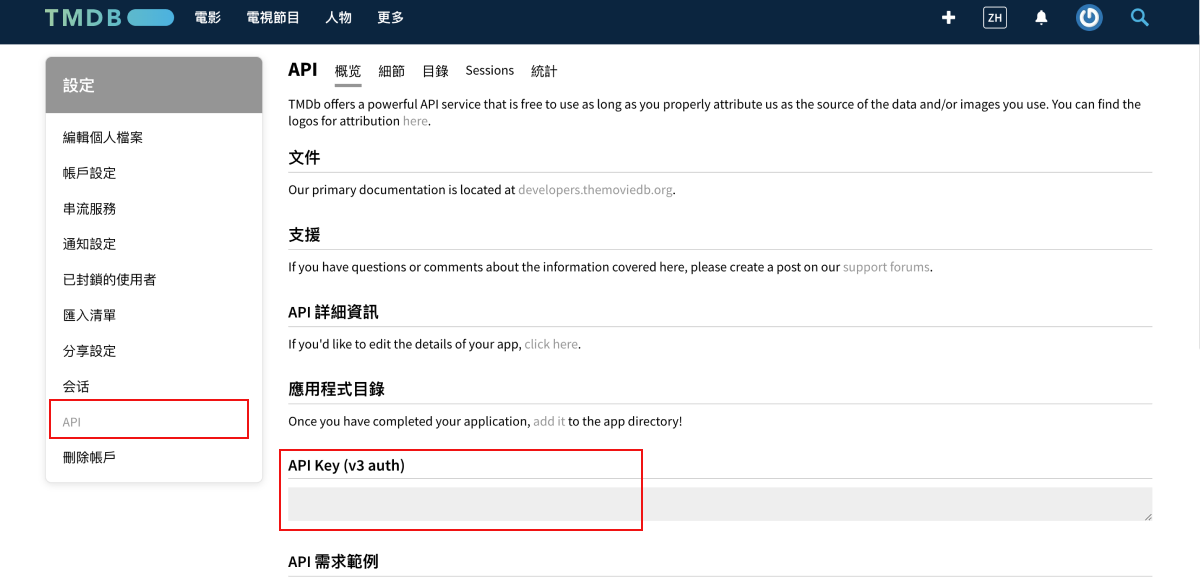 TMDB 電影 電視節目 人物 更多 ZH
設定
編輯個人檔案
帳戶設定
串流服務
通知設定
已封鎖的使用者
匯入清單
分享設定
会话
API
刪除帳戶
API 概览 細節 目錄 Sessions 統計
TMDb offers a powerful API service that is free to use as long as you properly attribute us as the source of the data and/or images you use. You can find the
logos for attribution here.
文件
Our primary documentation is located at developers.themoviedb.org.
支援
If you have questions or comments about the information covered here, please create a post on our support forums.
API 詳細資訊
If you'd like to edit the details of your app, click here.
應用程式目錄
Once you have completed your application, add it to the app directory!
API Key (v3 auth)
API 需求範例